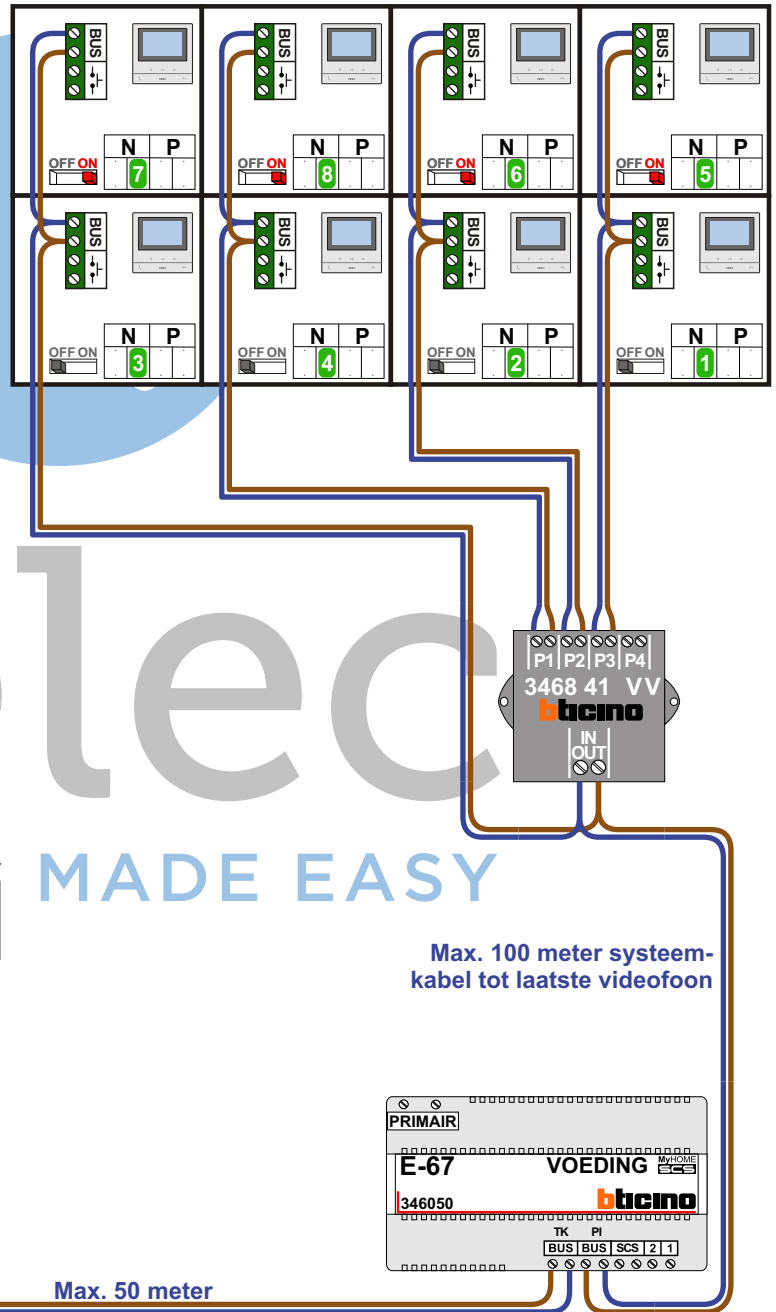 BUS BUS BUS BUS
N P N P N P N P
OFF ON 7 OFF ON 8 OFF ON 6 OFF ON 5
BUS BUS BUS BUS
N P N P N P N P
OFF ON 3 OFF ON 4 OFF ON 2 OFF ON 1
lec
P1 P2 P3 P4
3468 41 VV
bticino
IN
OUT
MADE EASY
Max. 100 meter systeem-
kabel tot laatste videofoon
PRIMAIR
E-67 VOEDING MyHOME
SCS
346050 bticino
TK PI
BUS BUS SCS 2 1
Max. 50 meter